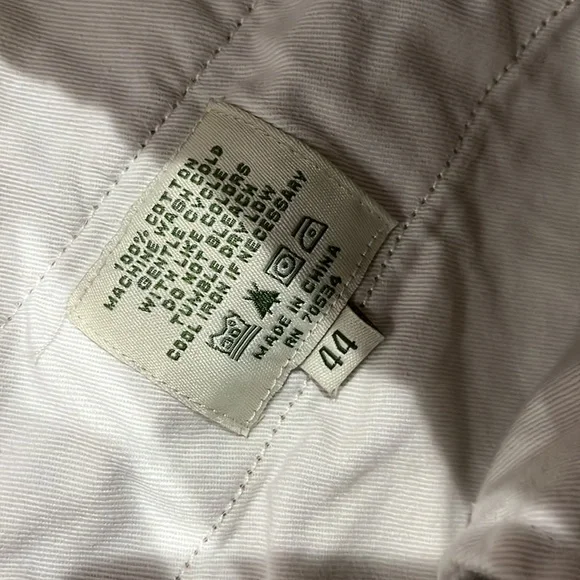 100% COTTON
MACHINE WASH COLD
GENTLE CYCLE
WITH LIKE COLORS
DO NOT BLEACH
TUMBLE DRY LOW
COOL IRON IF NECESSARY
MADE IN CHINA
RN 70534
44